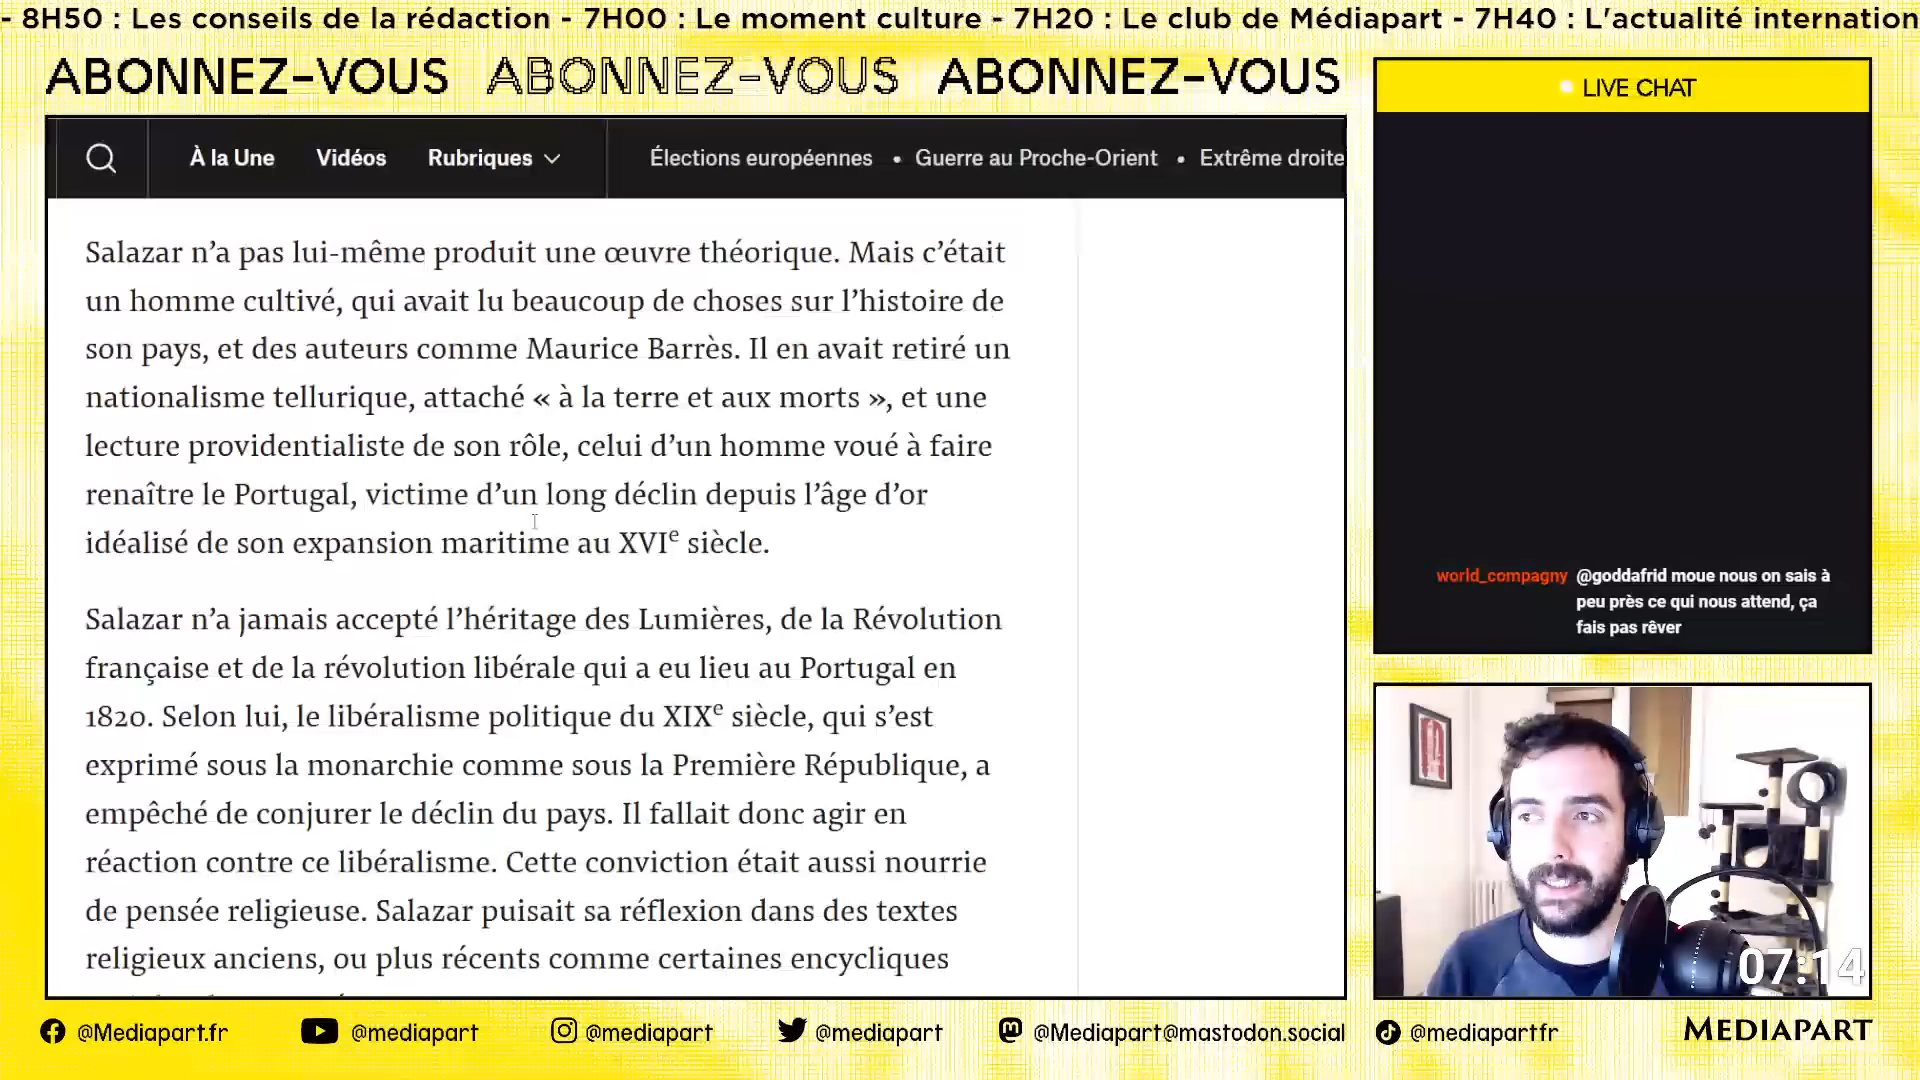 - 8H50 : Les conseils de la rédaction - 7H00 : Le moment culture - 7H20 : Le club de Médiapart - 7H40 : L'actualité internation
ABONNEZ-VOUS ABONNEZ-VOUS ABONNEZ-VOUS
LIVE CHAT
À la Une Vidéos Rubriques Élections européennes • Guerre au Proche-Orient • Extrême droite
Salazar n’a pas lui-même produit une œuvre théorique. Mais c’était
un homme cultivé, qui avait lu beaucoup de choses sur l’histoire de
son pays, et des auteurs comme Maurice Barrès. Il en avait retiré un
nationalisme tellurique, attaché « à la terre et aux morts », et une
lecture providentialiste de son rôle, celui d’un homme voué à faire
renaître le Portugal, victime d’un long déclin depuis l’âge d’or
idéalisé de son expansion maritime au XVIe siècle.
Salazar n’a jamais accepté l’héritage des Lumières, de la Révolution
française et de la révolution libérale qui a eu lieu au Portugal en
1820. Selon lui, le libéralisme politique du XIXe siècle, qui s’est
exprimé sous la monarchie comme sous la Première République, a
empêché de conjurer le déclin du pays. Il fallait donc agir en
réaction contre ce libéralisme. Cette conviction était aussi nourrie
de pensée religieuse. Salazar puisait sa réflexion dans des textes
religieux anciens, ou plus récents comme certaines encycliques
world_compagny @goddafrid moue nous on sais à
peu près ce qui nous attend, ça
fais pas rêver
07:14
@Mediapart.fr @mediapart @mediapart @mediapart @Mediapart@mastodon.social @mediapartfr MEDIAPART